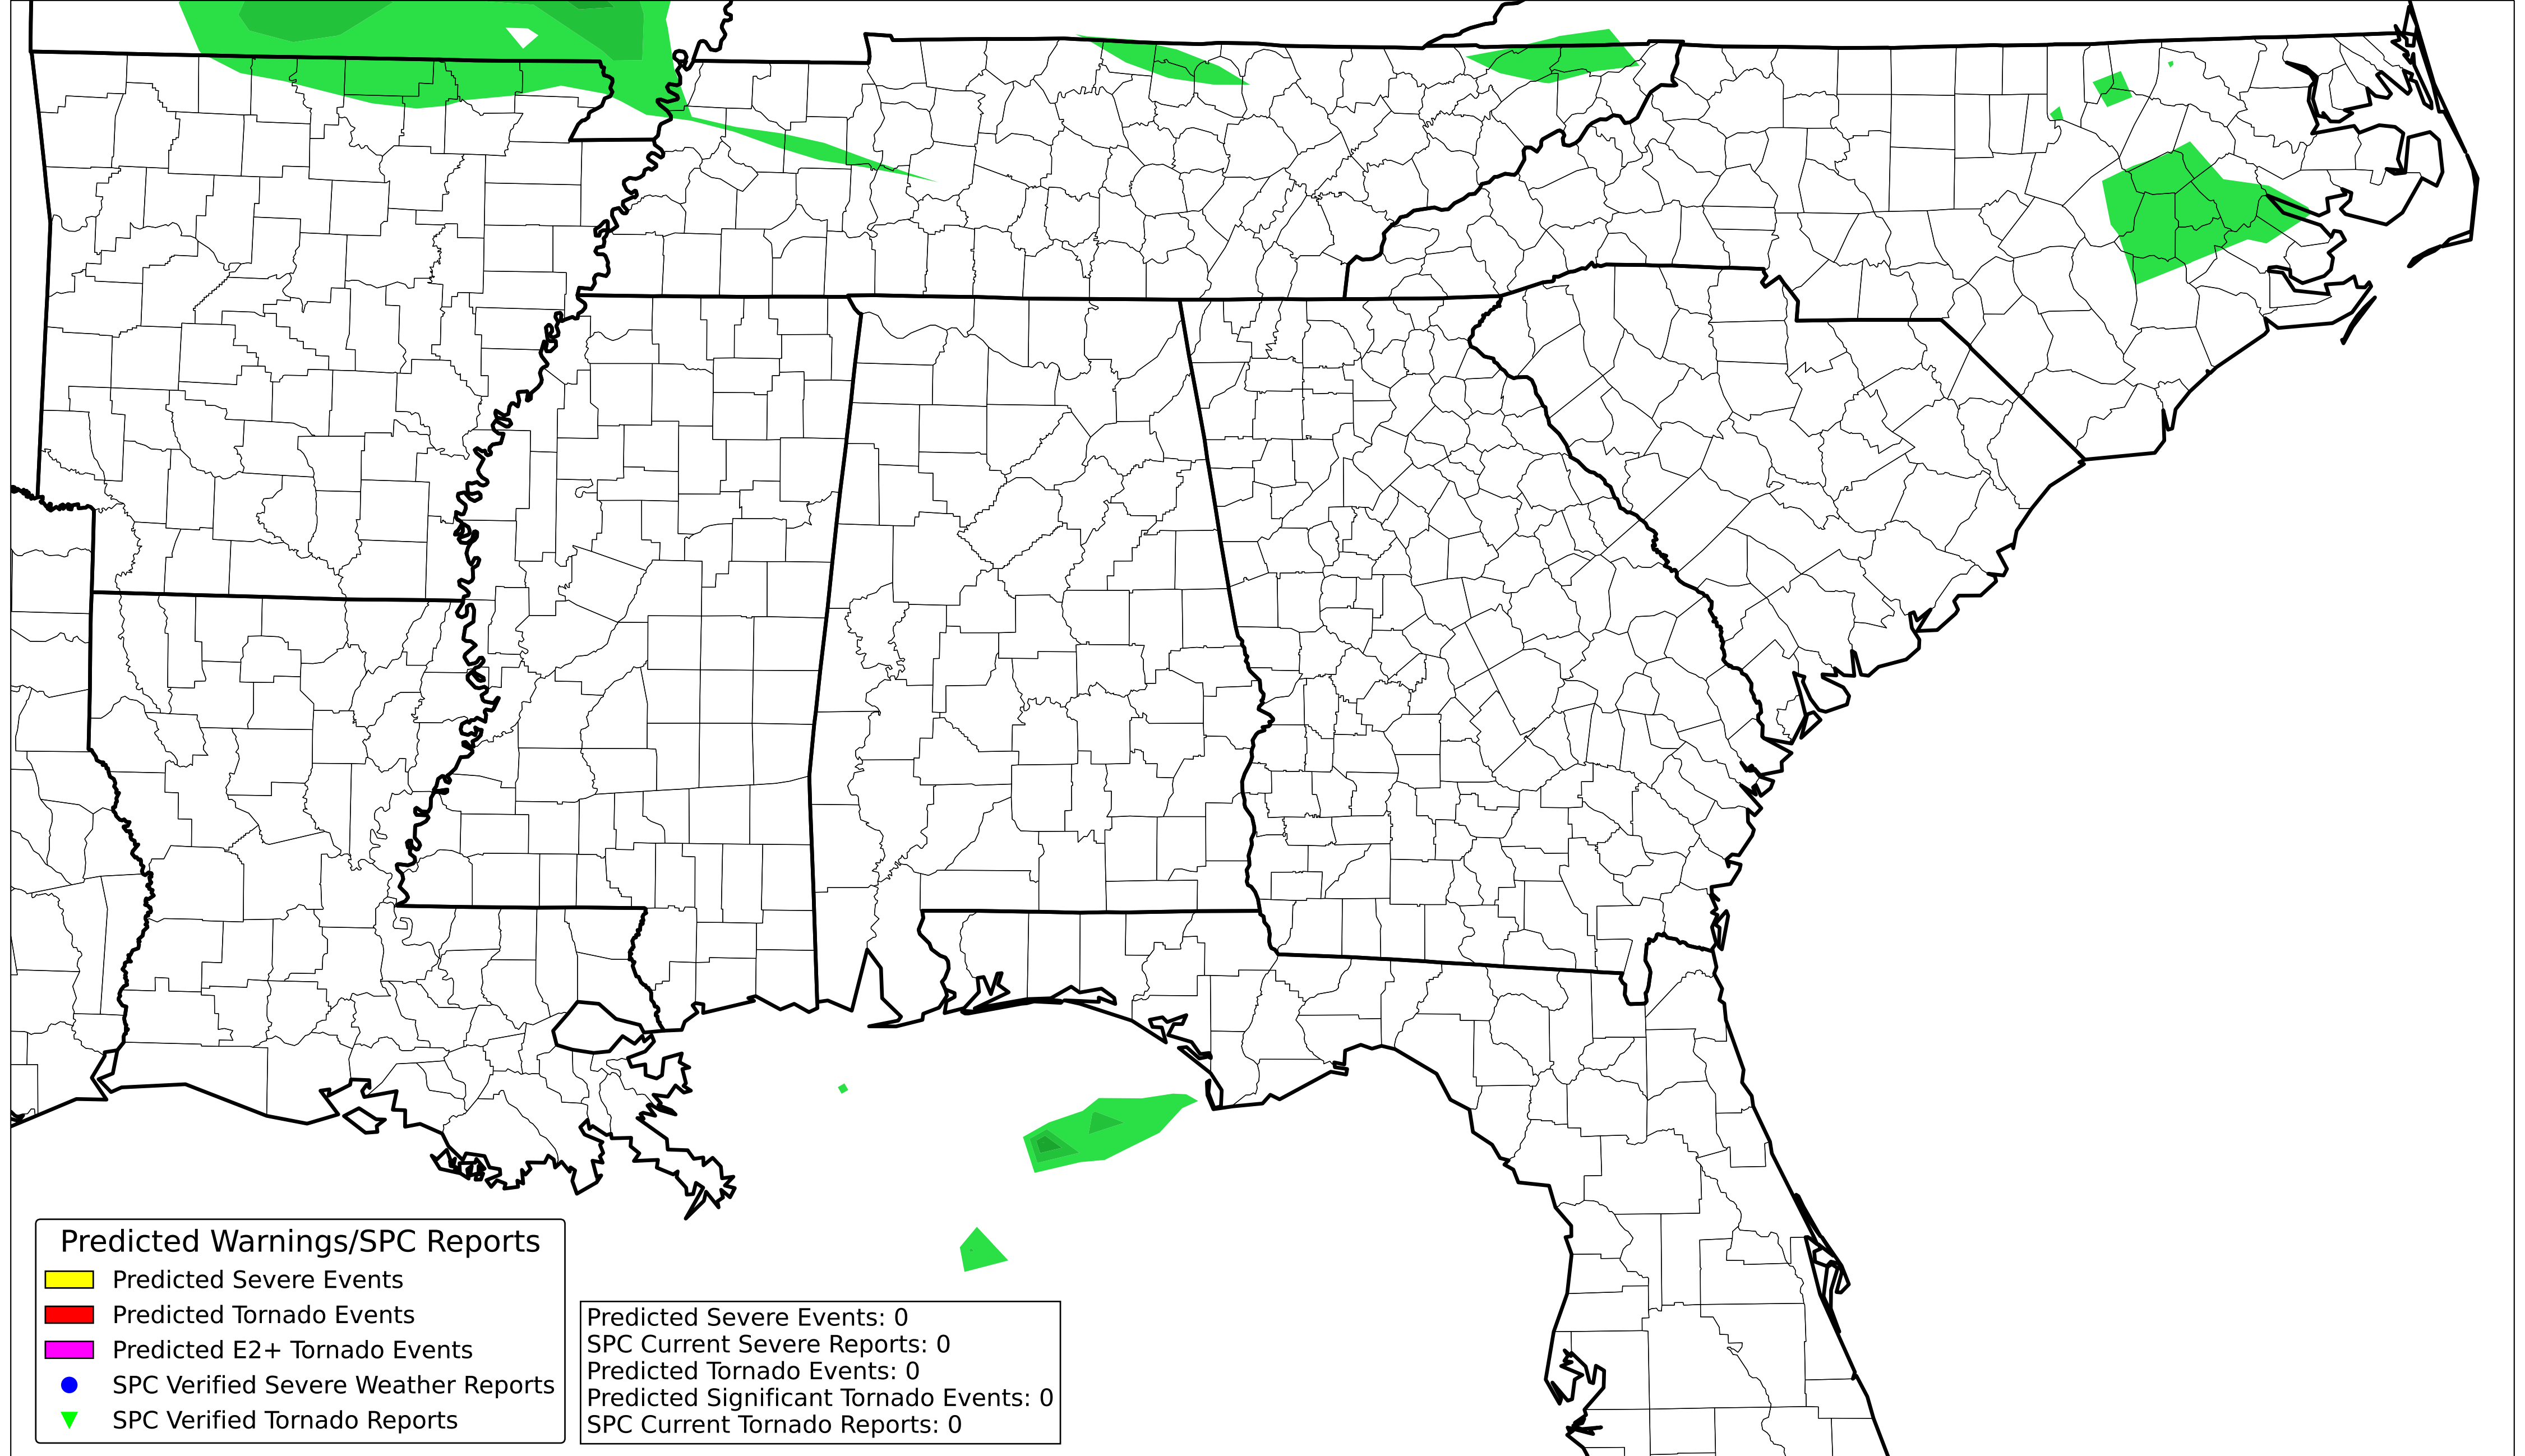 Predicted Warnings/SPC Reports
Predicted Severe Events
Predicted Tornado Events
Predicted E2+ Tornado Events
SPC Verified Severe Weather Reports
SPC Verified Tornado Reports
Predicted Severe Events: 0
SPC Current Severe Reports: 0
Predicted Tornado Events: 0
Predicted Significant Tornado Events: 0
SPC Current Tornado Reports: 0